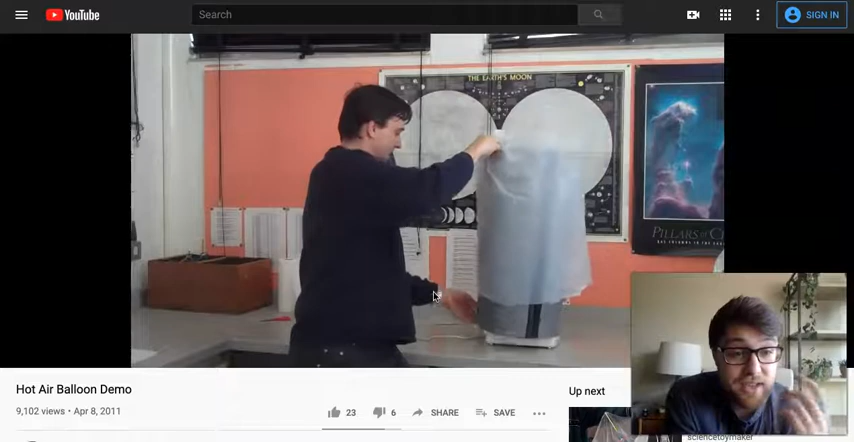 YouTube
Search
SIGN IN
THE EARTH'S MOON
PILLARS of C
Hot Air Balloon Demo
9,102 views • Apr 8, 2011
23
6
SHARE
SAVE
Up next
sciencetoymaker